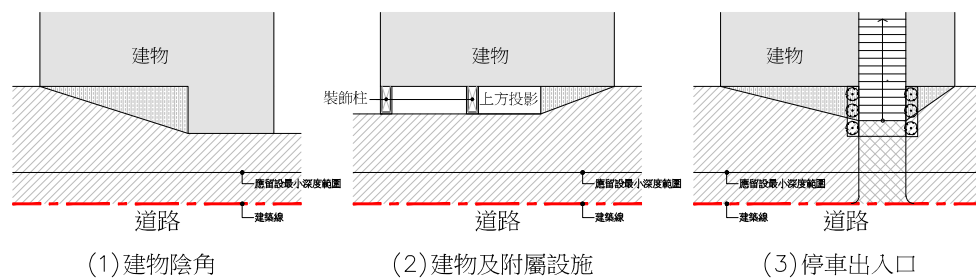 建物
建物
建物
裝飾柱
上方投影
應留設最小深度範圍
建築線
道路
應留設最小深度範圍
建築線
道路
應留設最小深度範圍
建築線
道路
(1)建物陰角
(2)建物及附屬設施
(3)停車出入口